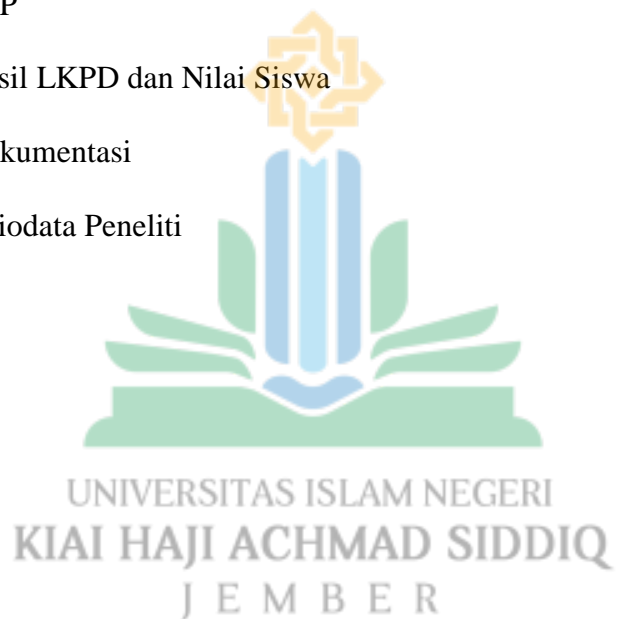 P
sil LKPD dan Nilai Siswa
kumentasi
iodata Peneliti
UNIVERSITAS ISLAM NEGERI
KIAI HAJI ACHMAD SIDDIQ
J E M B E R